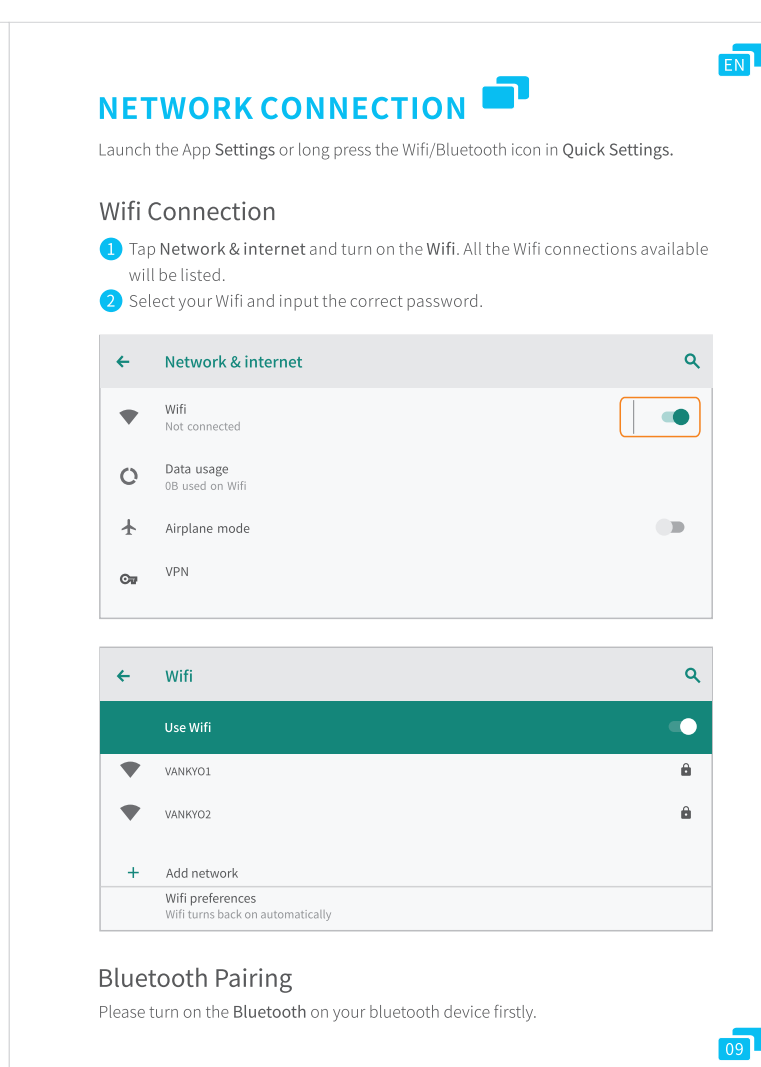 EN
NETWORK CONNECTION
Launch the App Settings or long press the Wifi/Bluetooth icon in Quick Settings.
Wifi Connection
1 Tap Network & internet and turn on the Wifi. All the Wifi connections available
will be listed.
2 Select your Wifi and input the correct password.
Network & internet
Wifi
Not connected
Data usage
0B used on Wifi
Airplane mode
VPN
Wifi
Use Wifi
VANKYO1
VANKYO2
Add network
Wifi preferences
Wifi turns back on automatically
Bluetooth Pairing
Please turn on the Bluetooth on your bluetooth device firstly.
09